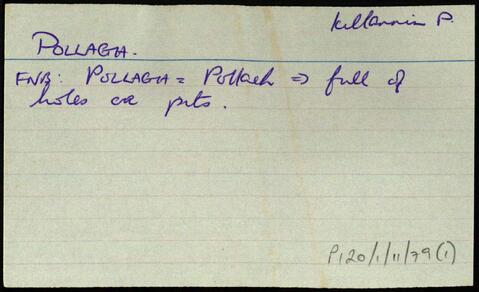 Killannin P.
POLLAGH.
FNB: POLLAGH = Pollach ⇒ full of
holes or pits.
P120/1/11/79(1)